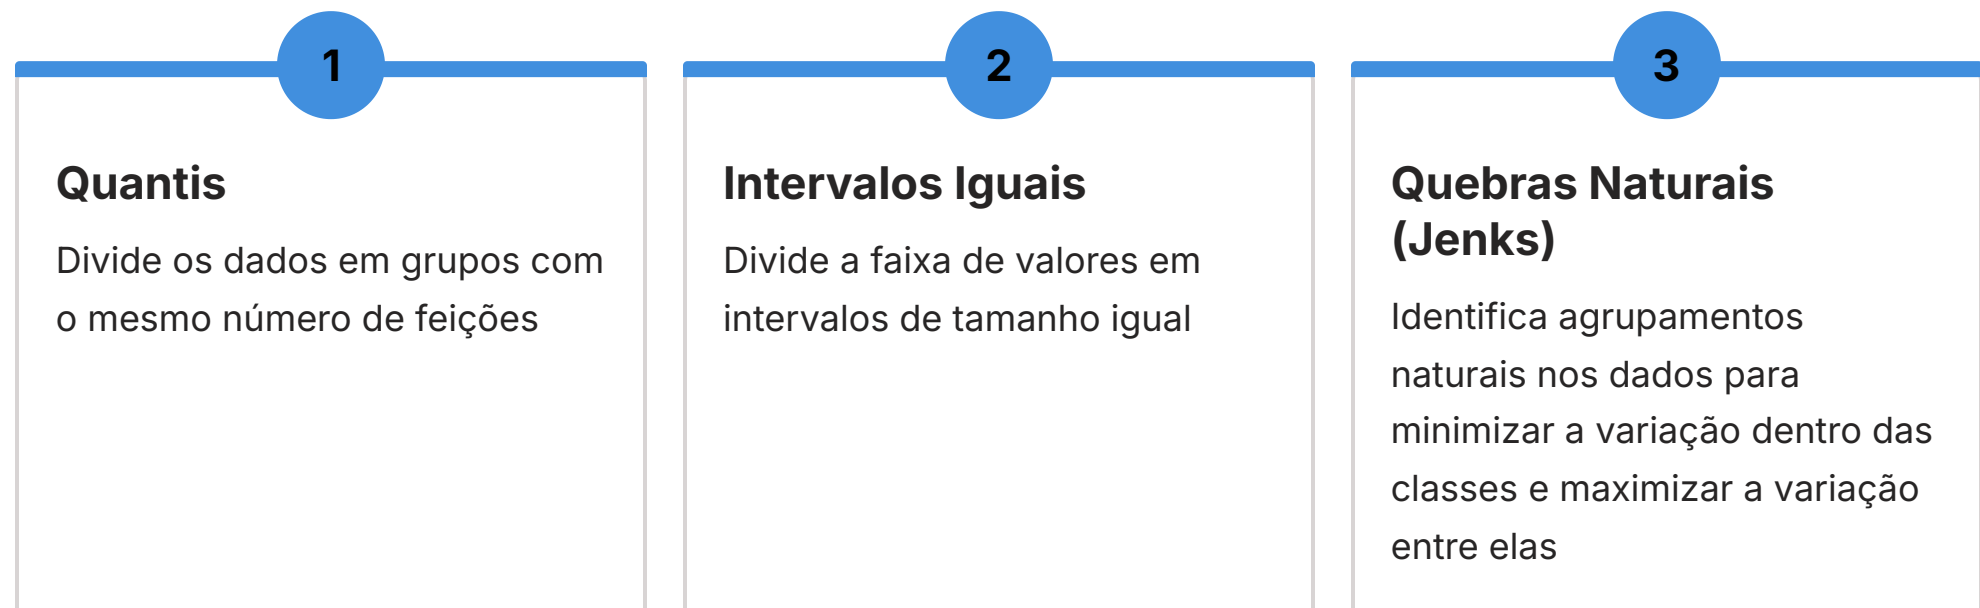 1
Quantis
Divide os dados em grupos com
o mesmo número de feições
2
Intervalos Iguais
Divide a faixa de valores em
intervalos de tamanho igual
3
Quebras Naturais
(Jenks)
Identifica agrupamentos
naturais nos dados para
minimizar a variação dentro das
classes e maximizar a variação
entre elas